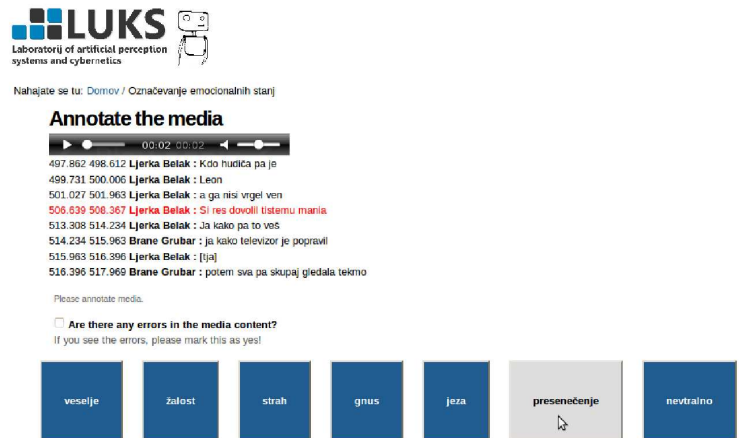 LUKS
Laboratorij of artificial perception
systems and cybernetics
Nahajate se tu: Domov / Označevanje emocionalnih stanj
Annotate the media
00:02 00:02
497.862 498.612 Ljerka Belak : Kdo hudiča pa je
499.731 500.006 Ljerka Belak : Leon
501.027 501.963 Ljerka Belak : a ga nisi vrgel ven
506.639 508.367 Ljerka Belak : Si res dovolil tistemu mania
513.308 514.234 Ljerka Belak : Ja kako pa to veš
514.234 515.963 Brane Grubar : ja kako televizor je popravil
515.963 516.396 Ljerka Belak : [tja]
516.396 517.969 Brane Grubar : potem sva pa skupaj gledala tekmo
Please annotate media.
Are there any errors in the media content?
If you see the errors, please mark this as yes!
veselje žalost strah gnus jeza presenečenje nevtralno